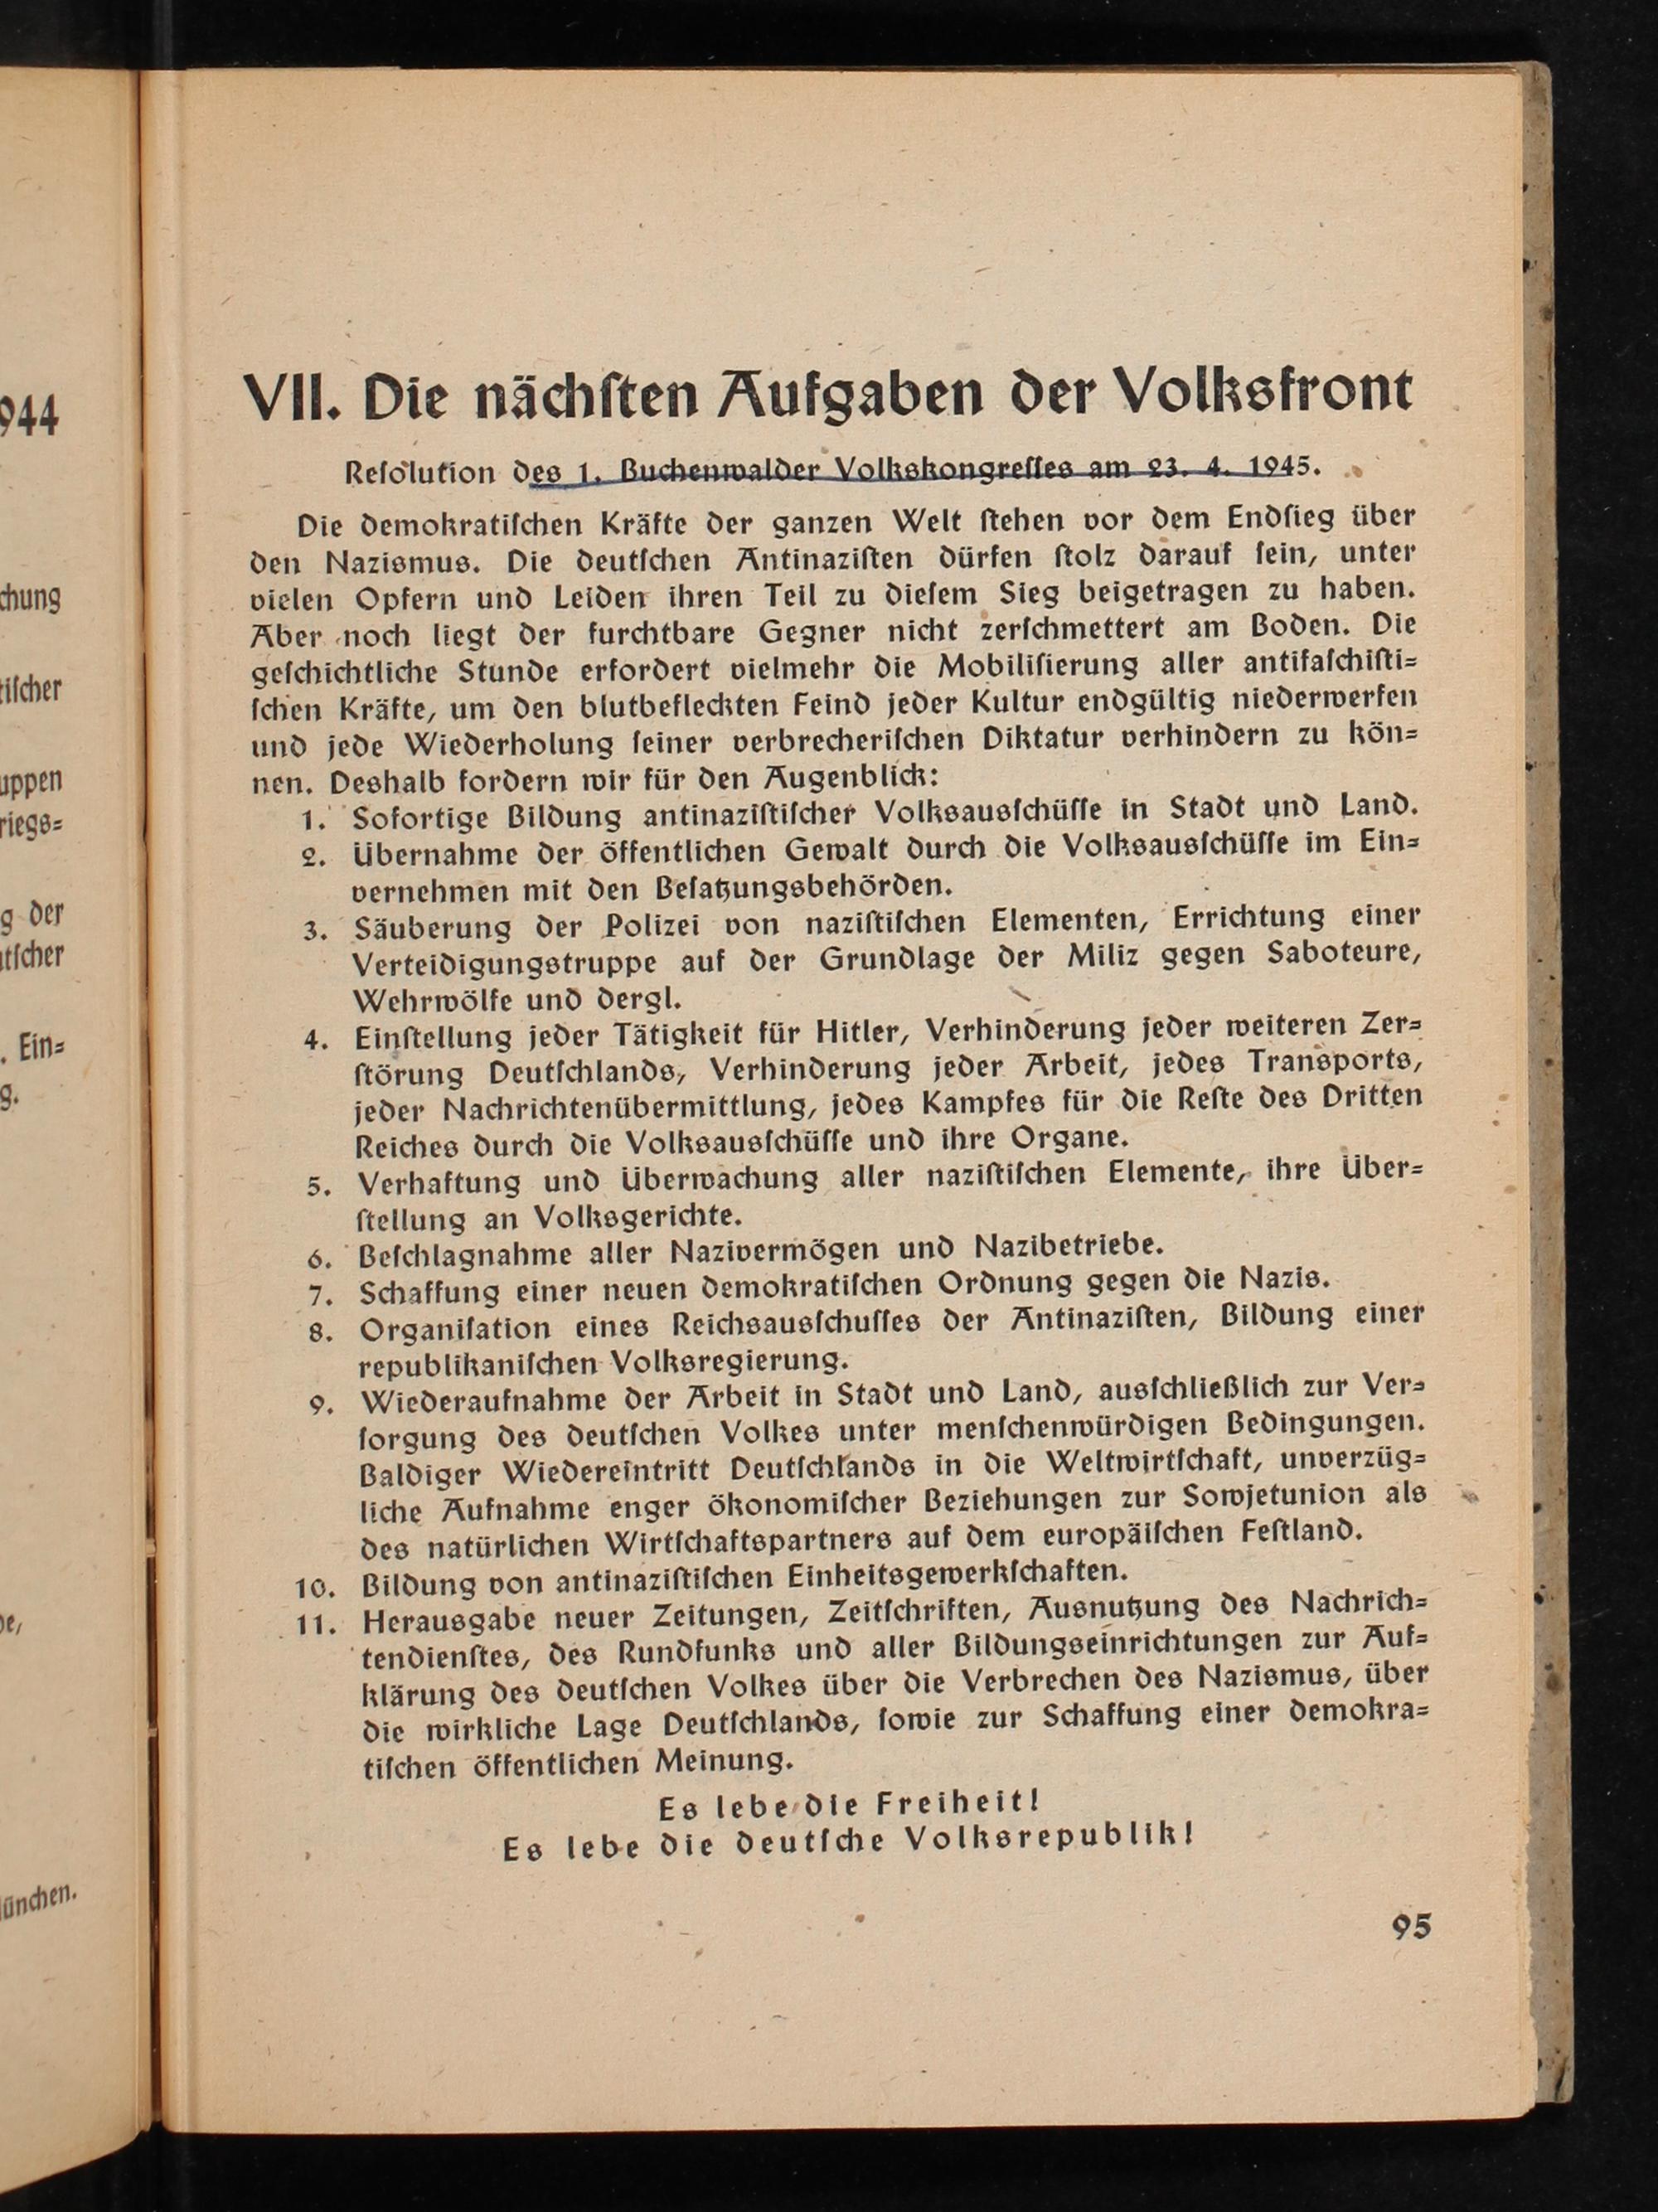 944
chung
tiſcher
uppen
riegs=
g der
tſcher
. Ein=
g.
be,
ünchen.
VII. Die nächſten Aufgaben der Volksfront
Reſolution des 1. Buchenwalder Volkskongreſſes am 23. 4. 1945.
Die demokratiſchen Kräfte der ganzen Welt ſtehen vor dem Endſieg über
den Nazismus. Die deutſchen Antinaziſten dürfen ſtolz darauf ſein, unter
vielen Opfern und Leiden ihren Teil zu dieſem Sieg beigetragen zu haben.
Aber noch liegt der furchtbare Gegner nicht zerſchmettert am Boden. Die
geſchichtliche Stunde erfordert vielmehr die Mobiliſierung aller antifaſchiſti=
ſchen Kräfte, um den blutbefleckten Feind jeder Kultur endgültig niederwerfen
und jede Wiederholung ſeiner verbrecheriſchen Diktatur verhindern zu kön=
nen. Deshalb fordern wir für den Augenblick:
1. Sofortige Bildung antinaziſtiſcher Volksausſchüſſe in Stadt und Land.
2. Übernahme der öffentlichen Gewalt durch die Volksausſchüſſe im Ein=
vernehmen mit den Beſatzungsbehörden.
3. Säuberung der Polizei von naziſtiſchen Elementen, Errichtung einer
Verteidigungstruppe auf der Grundlage der Miliz gegen Saboteure,
Wehrwölfe und dergl.
4. Einſtellung jeder Tätigkeit für Hitler, Verhinderung jeder weiteren Zer=
ſtörung Deutſchlands, Verhinderung jeder Arbeit, jedes Transports,
jeder Nachrichtenübermittlung, jedes Kampfes für die Reſte des Dritten
Reiches durch die Volksausſchüſſe und ihre Organe.
5. Verhaftung und Überwachung aller naziſtiſchen Elemente, ihre Über=
ſtellung an Volksgerichte.
6. Beſchlagnahme aller Nazivermögen und Nazibetriebe.
7. Schaffung einer neuen demokratiſchen Ordnung gegen die Nazis.
8. Organiſation eines Reichsausſchuſſes der Antinaziſten, Bildung einer
republikaniſchen Volksregierung.
9. Wiederaufnahme der Arbeit in Stadt und Land, ausſchließlich zur Ver=
ſorgung des deutſchen Volkes unter menſchenwürdigen Bedingungen.
Baldiger Wiedereintritt Deutſchlands in die Weltwirtſchaft, unverzüg=
liche Aufnahme enger ökonomiſcher Beziehungen zur Sowjetunion als
des natürlichen Wirtſchaftspartners auf dem europäiſchen Feſtland.
10. Bildung von antinaziſtiſchen Einheitsgewerkſchaften.
11. Herausgabe neuer Zeitungen, Zeitſchriften, Ausnutzung des Nachrich=
tendienſtes, des Rundfunks und aller Bildungseinrichtungen zur Auf=
klärung des deutſchen Volkes über die Verbrechen des Nazismus, über
die wirkliche Lage Deutſchlands, ſowie zur Schaffung einer demokra=
tiſchen öffentlichen Meinung.
Es lebe die Freiheit!
Es lebe die deutſche Volksrepublik!
95